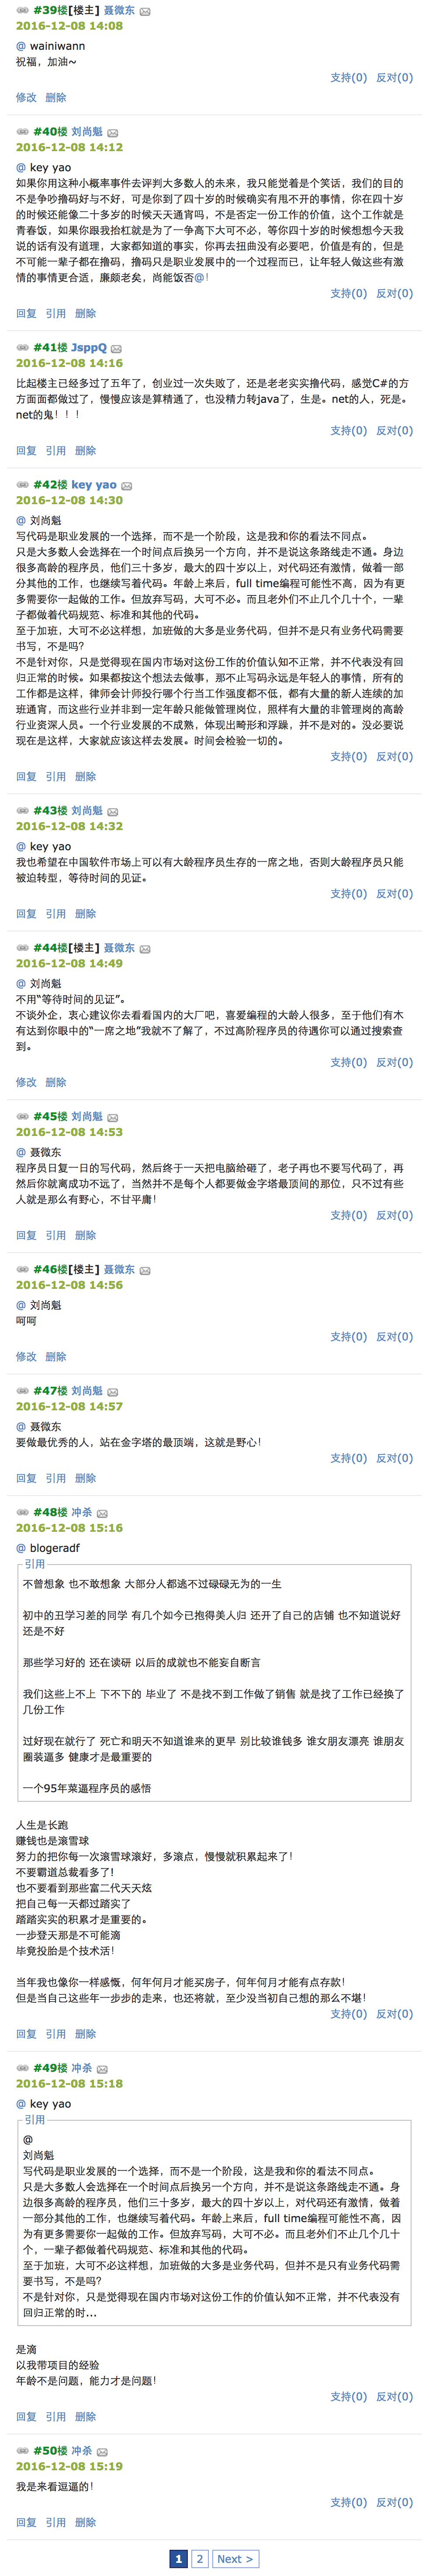 #39楼[楼主] 聂微东
2016-12-08 14:08
@ wainiwann
祝福，加油~
支持(0) 反对(0)
修改 删除
#40楼 刘尚魁
2016-12-08 14:12
@ key yao
如果你用这种小概率事件去评判大多数人的未来，我只能觉着是个笑话，我们的目的
不是争吵撸码好与不好，可是你到了四十岁的时候确实有甩不开的事情，你在四十岁
的时候还能像二十多岁的时候天天通宵吗，不是否定一份工作的价值，这个工作就是
青春饭，如果你跟我抬杠就是为了一争高下大可不必，等你四十岁的时候想想今天我
说的话有没有道理，大家都知道的事实，你再去扭曲没有必要吧，价值是有的，但是
不可能一辈子都在撸码，撸码只是职业发展中的一个过程而已，让年轻人做这些有激
情的事情更合适，廉颇老矣，尚能饭否@！
支持(0) 反对(0)
回复 引用 删除
#41楼 JsppQ
2016-12-08 14:16
比起楼主已经多过了五年了，创业过一次失败了，还是老老实实撸代码，感觉C#的方
方面面都做过了，慢慢应该是算精通了，也没精力转java了，生是。net的人，死是。
net的鬼！！！
支持(0) 反对(0)
回复 引用 删除
#42楼 key yao
2016-12-08 14:30
@ 刘尚魁
写代码是职业发展的一个选择，而不是一个阶段，这是我和你的看法不同点。
只是大多数人会选择在一个时间点后换另一个方向，并不是说这条路线走不通。身边
很多高龄的程序员，他们三十多岁，最大的四十岁以上，对代码还有激情，做着一部
分其他的工作，也继续写着代码。年龄上来后，full time编程可能性不高，因为有更
多需要你一起做的工作。但放弃写码，大可不必。而且老外们不止几个几十个，一辈
子都做着代码规范、标准和其他的代码。
至于加班，大可不必这样想，加班做的大多是业务代码，但并不是只有业务代码需要
书写，不是吗？
不是针对你，只是觉得现在国内市场对这份工作的价值认知不正常，并不代表没有回
归正常的时候。如果都按这个想法去做事，那不止写码永远是年轻人的事情，所有的
工作都是这样，律师会计师投行哪个行当工作强度都不低，都有大量的新人连续的加
班通宵，而这些行业并非到一定年龄只能做管理岗位，照样有大量的非管理岗的高龄
行业资深人员。一个行业发展的不成熟，体现出畸形和浮躁，并不是对的。没必要说
现在是这样，大家就应该这样去发展。时间会检验一切的。
支持(0) 反对(0)
回复 引用 删除
#43楼 刘尚魁
2016-12-08 14:32
@ key yao
我也希望在中国软件市场上可以有大龄程序员生存的一席之地，否则大龄程序员只能
被迫转型，等待时间的见证。
支持(0) 反对(0)
回复 引用 删除
#44楼[楼主] 聂微东
2016-12-08 14:49
@ 刘尚魁
不用“等待时间的见证”。
不谈外企，衷心建议你去看看国内的大厂吧，喜爱编程的大龄人很多，至于他们有木
有达到你眼中的“一席之地”我就不了解了，不过高阶程序员的待遇你可以通过搜索查
到。
支持(0) 反对(0)
修改 删除
#45楼 刘尚魁
2016-12-08 14:53
@ 聂微东
程序员日复一日的写代码，然后终于一天把电脑给砸了，老子再也不要写代码了，再
然后你就离成功不远了，当然并不是每个人都要做金字塔最顶间的那位，只不过有些
人就是那么有野心，不甘平庸！
支持(0) 反对(0)
回复 引用 删除
#46楼[楼主] 聂微东
2016-12-08 14:56
@ 刘尚魁
呵呵
支持(0) 反对(0)
修改 删除
#47楼 刘尚魁
2016-12-08 14:57
@ 聂微东
要做最优秀的人，站在金字塔的最顶端，这就是野心！
支持(0) 反对(0)
回复 引用 删除
#48楼 冲杀
2016-12-08 15:16
@ blogeradf
引用
不曾想象 也不敢想象 大部分人都逃不过碌碌无为的一生
初中的丑学习差的同学 有几个如今已抱得美人归 还开了自己的店铺 也不知道说好
还是不好
那些学习好的 还在读研 以后的成就也不能妄自断言
我们这些上不上 下不下的 毕业了 不是找不到工作做了销售 就是找了工作已经换了
几份工作
过好现在就行了 死亡和明天不知道谁来的更早 别比较谁钱多 谁女朋友漂亮 谁朋友
圈装逼多 健康才是最重要的
一个95年菜逼程序员的感悟
人生是长跑
赚钱也是滚雪球
努力的把你每一次滚雪球滚好，多滚点，慢慢就积累起来了！
不要霸道总裁看多了!
也不要看到那些富二代天天炫
把自己每一天都过踏实了
踏踏实实的积累才是重要的。
一步登天那是不可能滴
毕竟投胎是个技术活！
当年我也像你一样感慨，何年何月才能买房子，何年何月才能有点存款！
但是当自己这些年一步步的走来，也还将就，至少没当初自己想的那么不堪！
支持(0) 反对(0)
回复 引用 删除
#49楼 冲杀
2016-12-08 15:18
@ key yao
引用
@
刘尚魁
写代码是职业发展的一个选择，而不是一个阶段，这是我和你的看法不同点。
只是大多数人会选择在一个时间点后换另一个方向，并不是说这条路线走不通。身
边很多高龄的程序员，他们三十多岁，最大的四十岁以上，对代码还有激情，做着
一部分其他的工作，也继续写着代码。年龄上来后，full time编程可能性不高，因
为有更多需要你一起做的工作。但放弃写码，大可不必。而且老外们不止几个几十
个，一辈子都做着代码规范、标准和其他的代码。
至于加班，大可不必这样想，加班做的大多是业务代码，但并不是只有业务代码需
要书写，不是吗？
不是针对你，只是觉得现在国内市场对这份工作的价值认知不正常，并不代表没有
回归正常的时...
是滴
以我带项目的经验
年龄不是问题，能力才是问题！
支持(0) 反对(0)
回复 引用 删除
#50楼 冲杀
2016-12-08 15:19
我是来看逗逼的！
支持(0) 反对(0)
回复 引用 删除
1 2 Next >